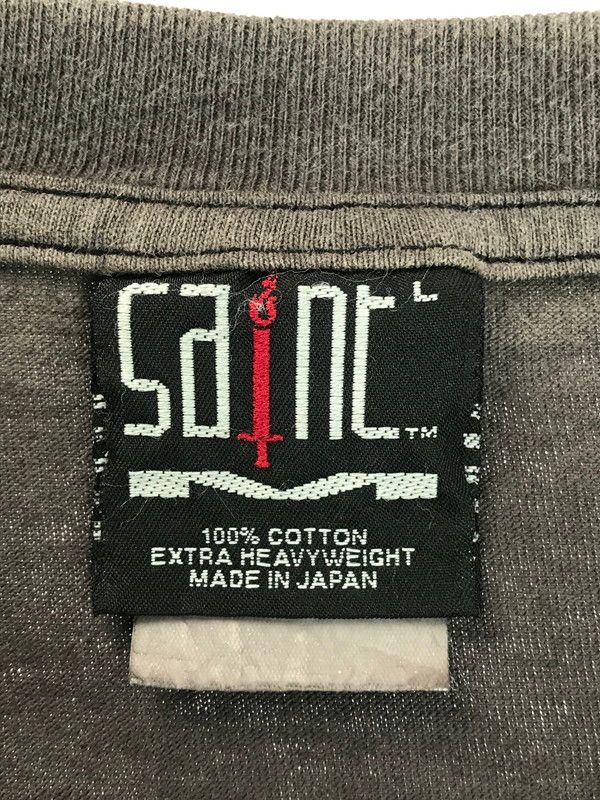 saint L
TM
100% COTTON
EXTRA HEAVYWEIGHT
MADE IN JAPAN